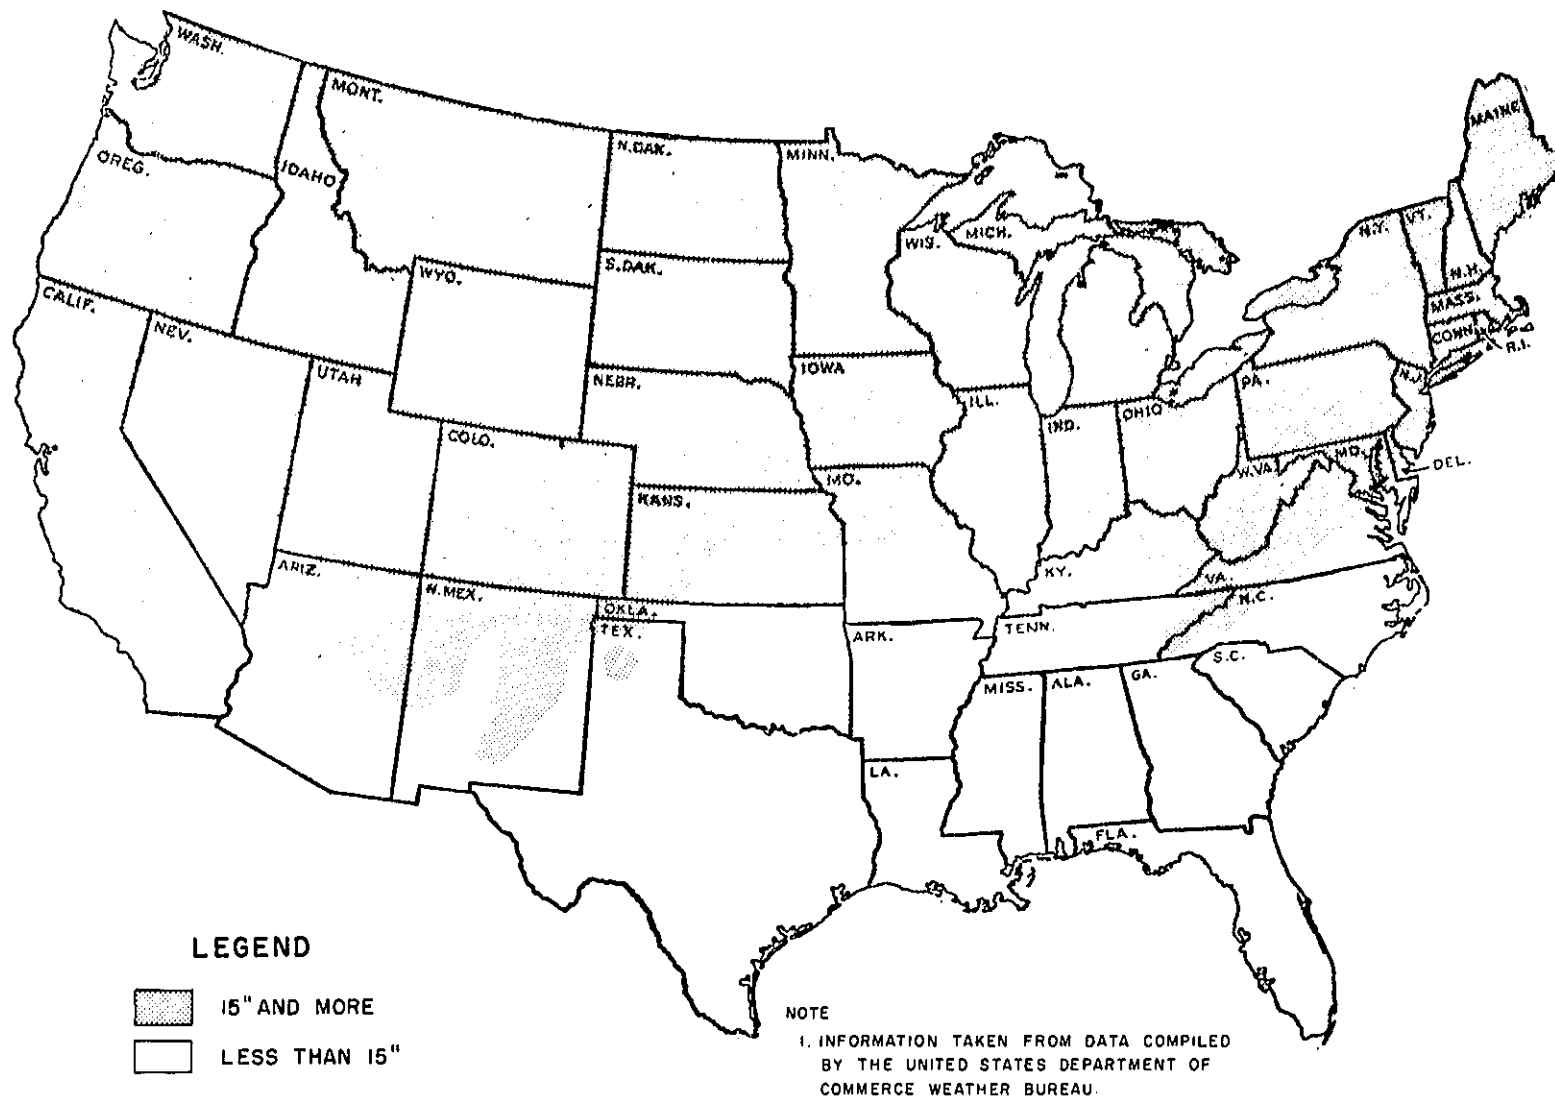 WASH.
MONT.
N.DAK.
MINN.
MAINE
OREG.
IDAHO
WIS.
MICH.
N.Y.
VT.
WYO.
S.DAK.
N.H.
CALIF.
NEV.
MASS.
CONN.
R.I.
UTAH
NEBR.
IOWA
ILL.
IND.
OHIO
PA.
N.J.
COLO.
KANS.
MO.
W.VA.
MD.
DEL.
ARIZ.
N.MEX.
OKLA.
TEX.
KY.
VA.
ARK.
TENN.
N.C.
S.C.
MISS.
ALA.
GA.
LA.
FLA.
LEGEND
15" AND MORE
LESS THAN 15"
NOTE
1. INFORMATION TAKEN FROM DATA COMPILED
BY THE UNITED STATES DEPARTMENT OF
COMMERCE WEATHER BUREAU.